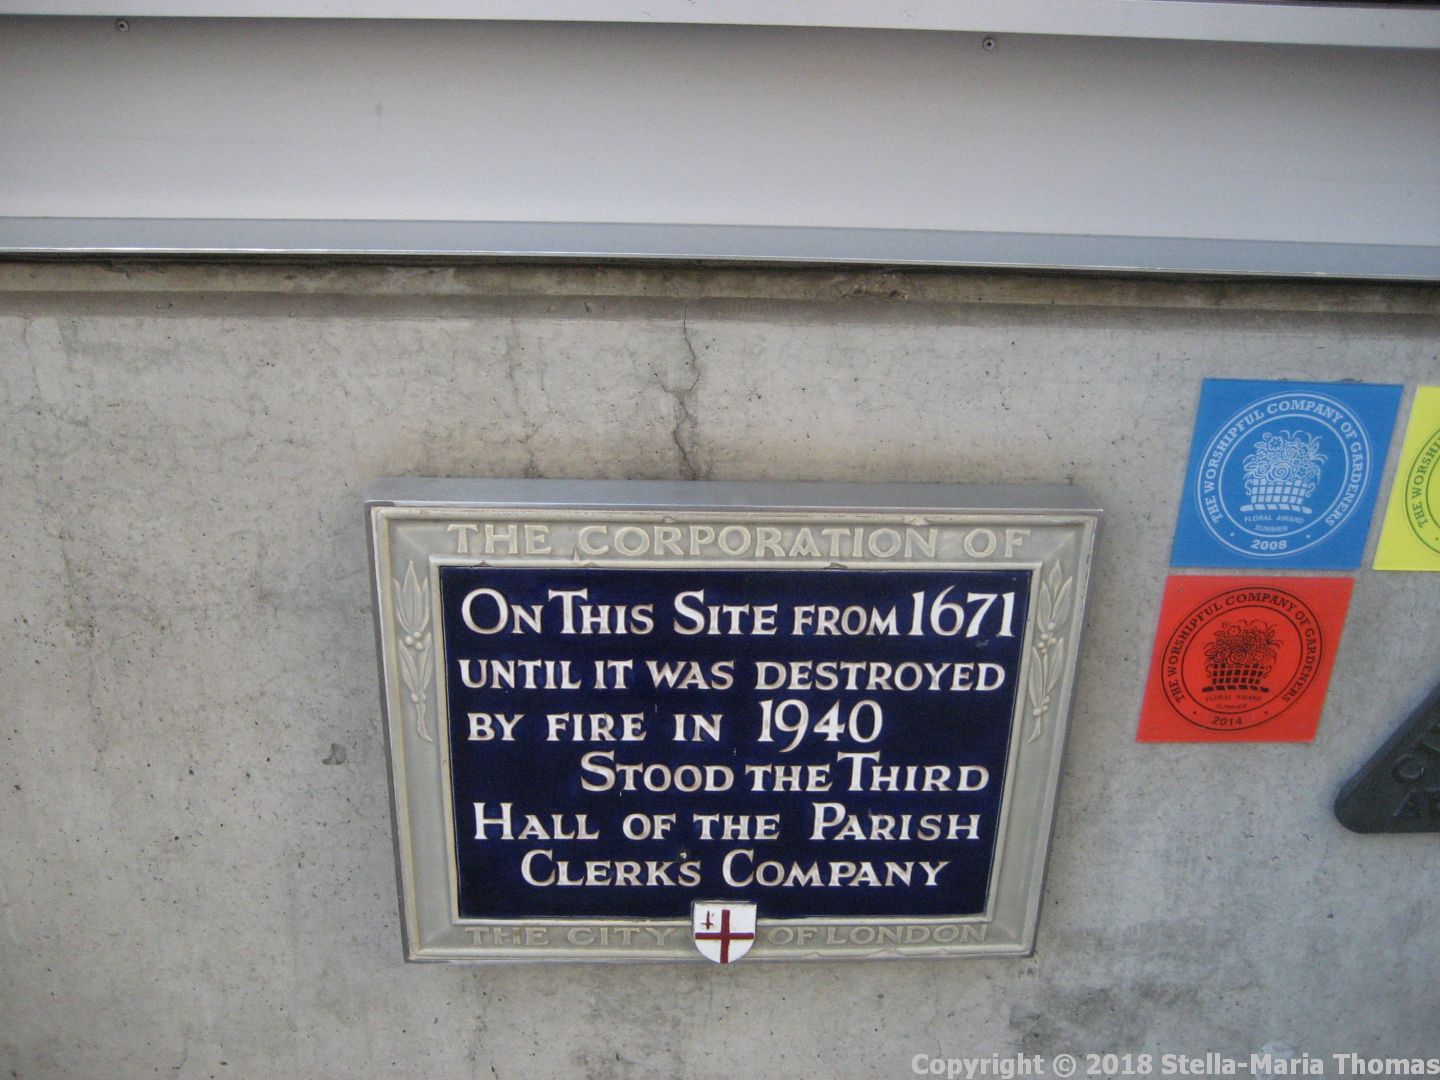 THE CORPORATION OF
ON THIS SITE FROM 1671
UNTIL IT WAS DESTROYED
BY FIRE IN 1940
STOOD THE THIRD
HALL OF THE PARISH
CLERKS COMPANY
THE CITY OF LONDON
THE WORSHIPFUL COMPANY OF GARDENERS
FLORAL AWARD
SUMMER
2008
THE WORSHIPFUL COMPANY OF GARDENERS
FLORAL AWARD
SUMMER
2014
THE WORSHI
Copyright © 2018 Stella-Maria Thomas